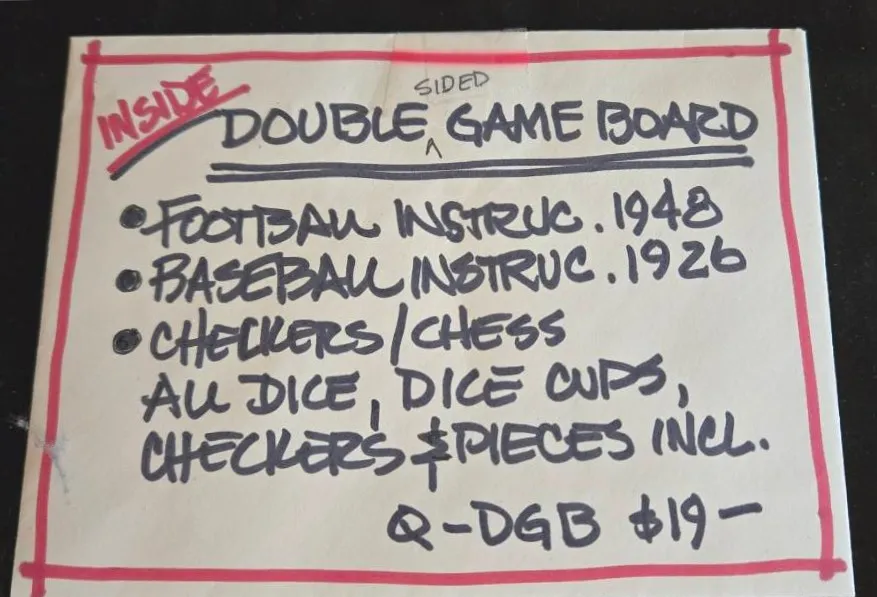 INSIDE
DOUBLE SIDED GAME BOARD
• FOOTBALL INSTRUC. 1948
• BASEBALL INSTRUC. 1926
• CHECKERS/CHESS
ALL DICE, DICE CUPS,
CHECKERS & PIECES INCL.
Q-DGB $19-